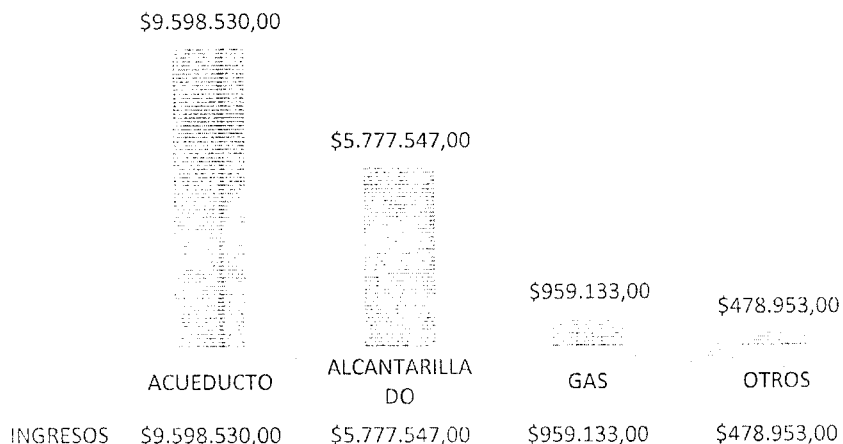 $9.598.530,00
$5.777.547,00
$959.133,00
$478.953,00
ACUEDUCTO
ALCANTARILLA
DO
GAS
OTROS
INGRESOS $9.598.530,00 $5.777.547,00 $959.133,00 $478.953,00